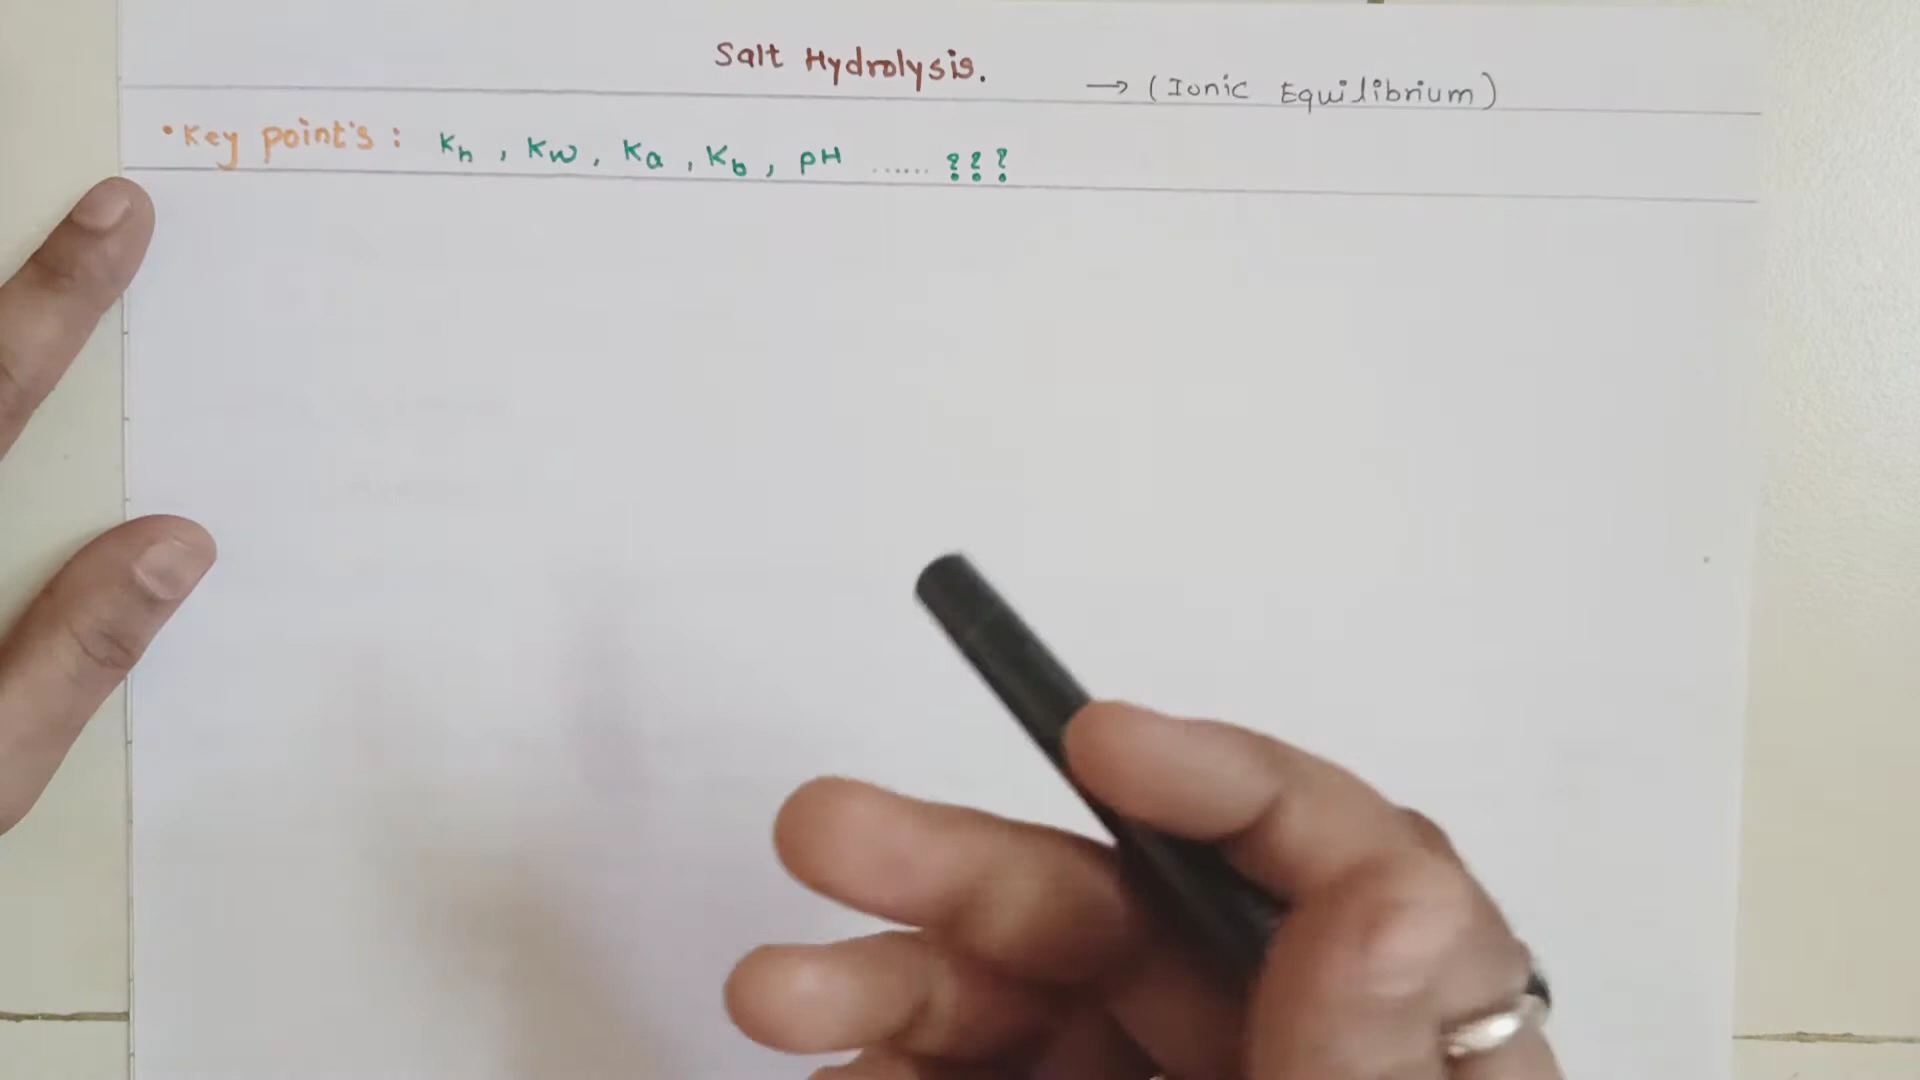 Salt Hydrolysis.
→ (Ionic Equilibrium)
• Key point's : Kh , Kw , Ka , Kb , pH ...... ???